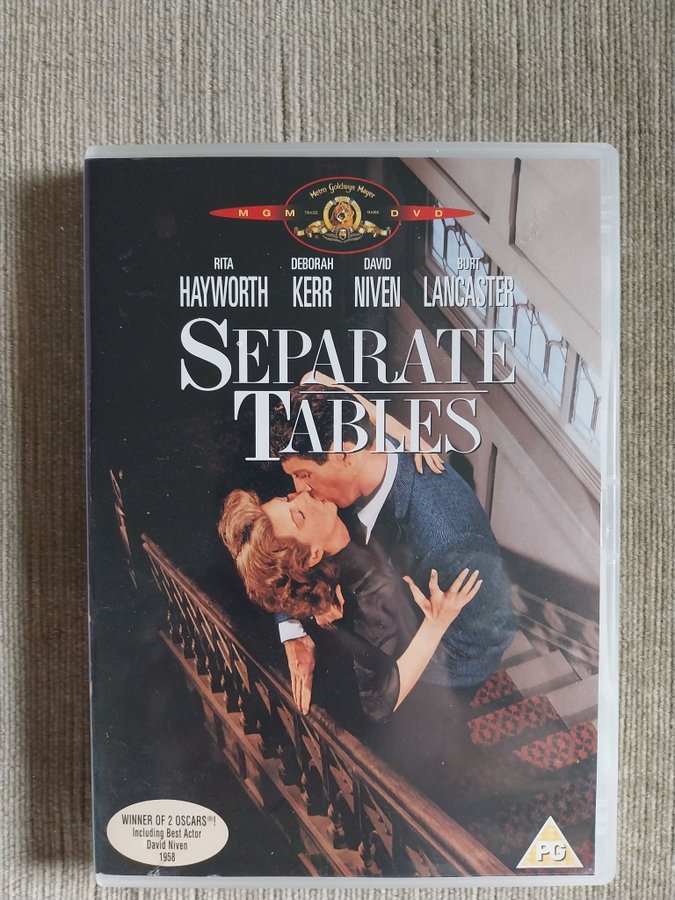 Metro Goldwyn Mayer
MGM TRADE MARK DVD
RITA HAYWORTH
DEBORAH KERR
DAVID NIVEN
BURT LANCASTER
SEPARATE
TABLES
WINNER OF 2 OSCARS®!
Including Best Actor
David Niven
1958
PG